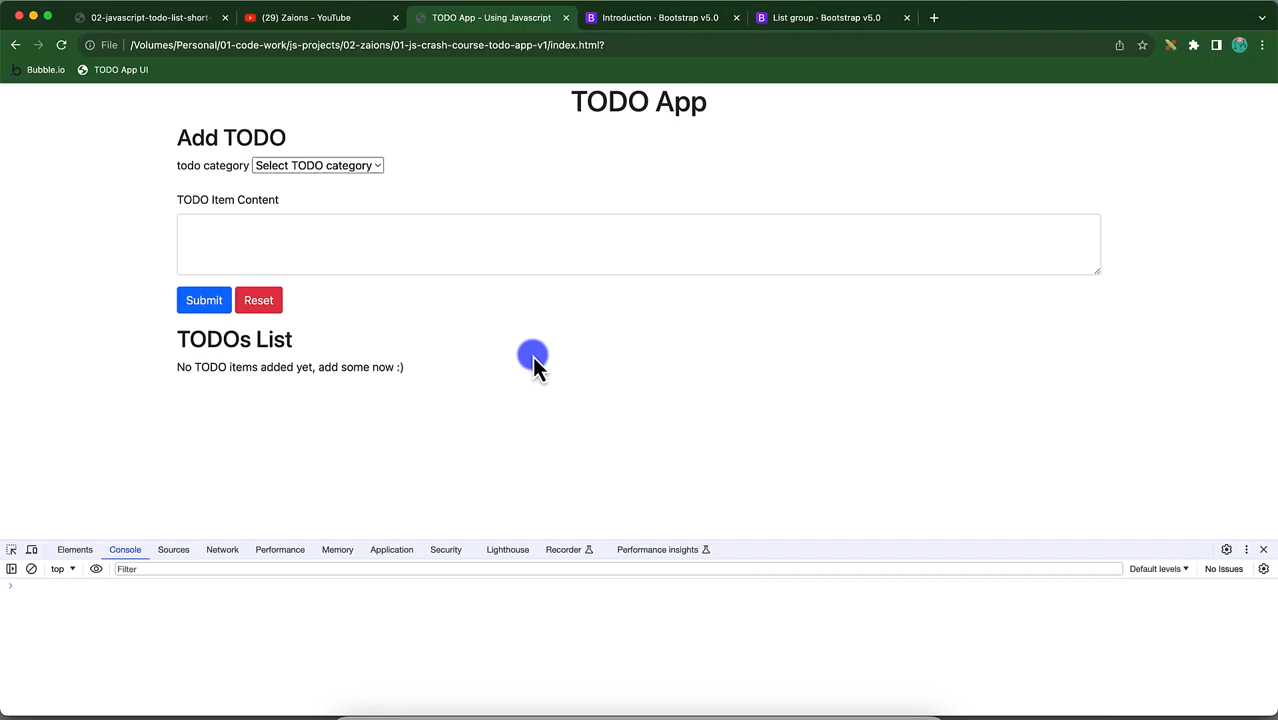 02-javascript-todo-list-short
(29) Zaions - YouTube
TODO App - Using Javascript
Introduction · Bootstrap v5.0
List group · Bootstrap v5.0
File
/Volumes/Personal/01-code-work/js-projects/02-zaions/01-js-crash-course-todo-app-v1/index.html?
Bubble.io
TODO App UI
TODO App
Add TODO
todo category Select TODO category
TODO Item Content
Submit Reset
TODOs List
No TODO items added yet, add some now :)
Elements Console Sources Network Performance Memory Application Security Lighthouse Recorder Performance insights
top Filter Default levels No Issues